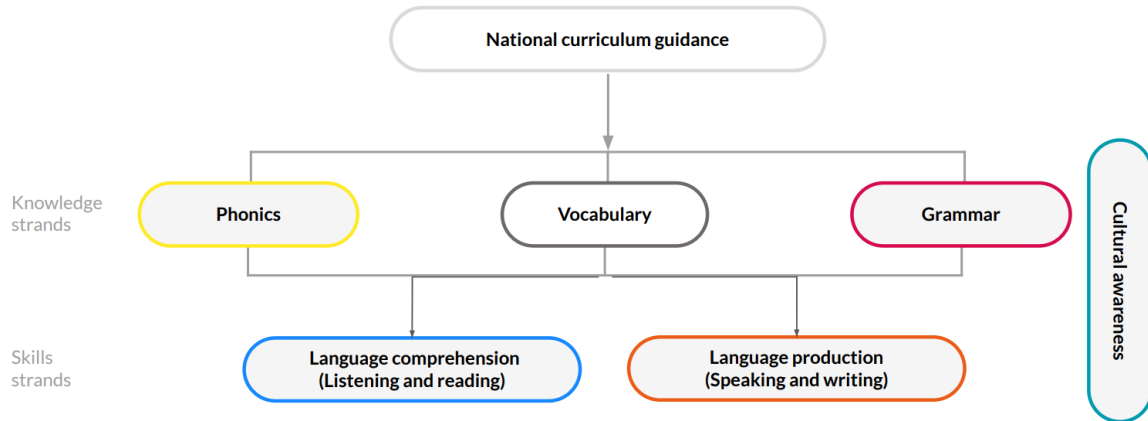 National curriculum guidance
Knowledge
strands
Phonics
Vocabulary
Grammar
Cultural awareness
Skills
strands
Language comprehension
(Listening and reading)
Language production
(Speaking and writing)